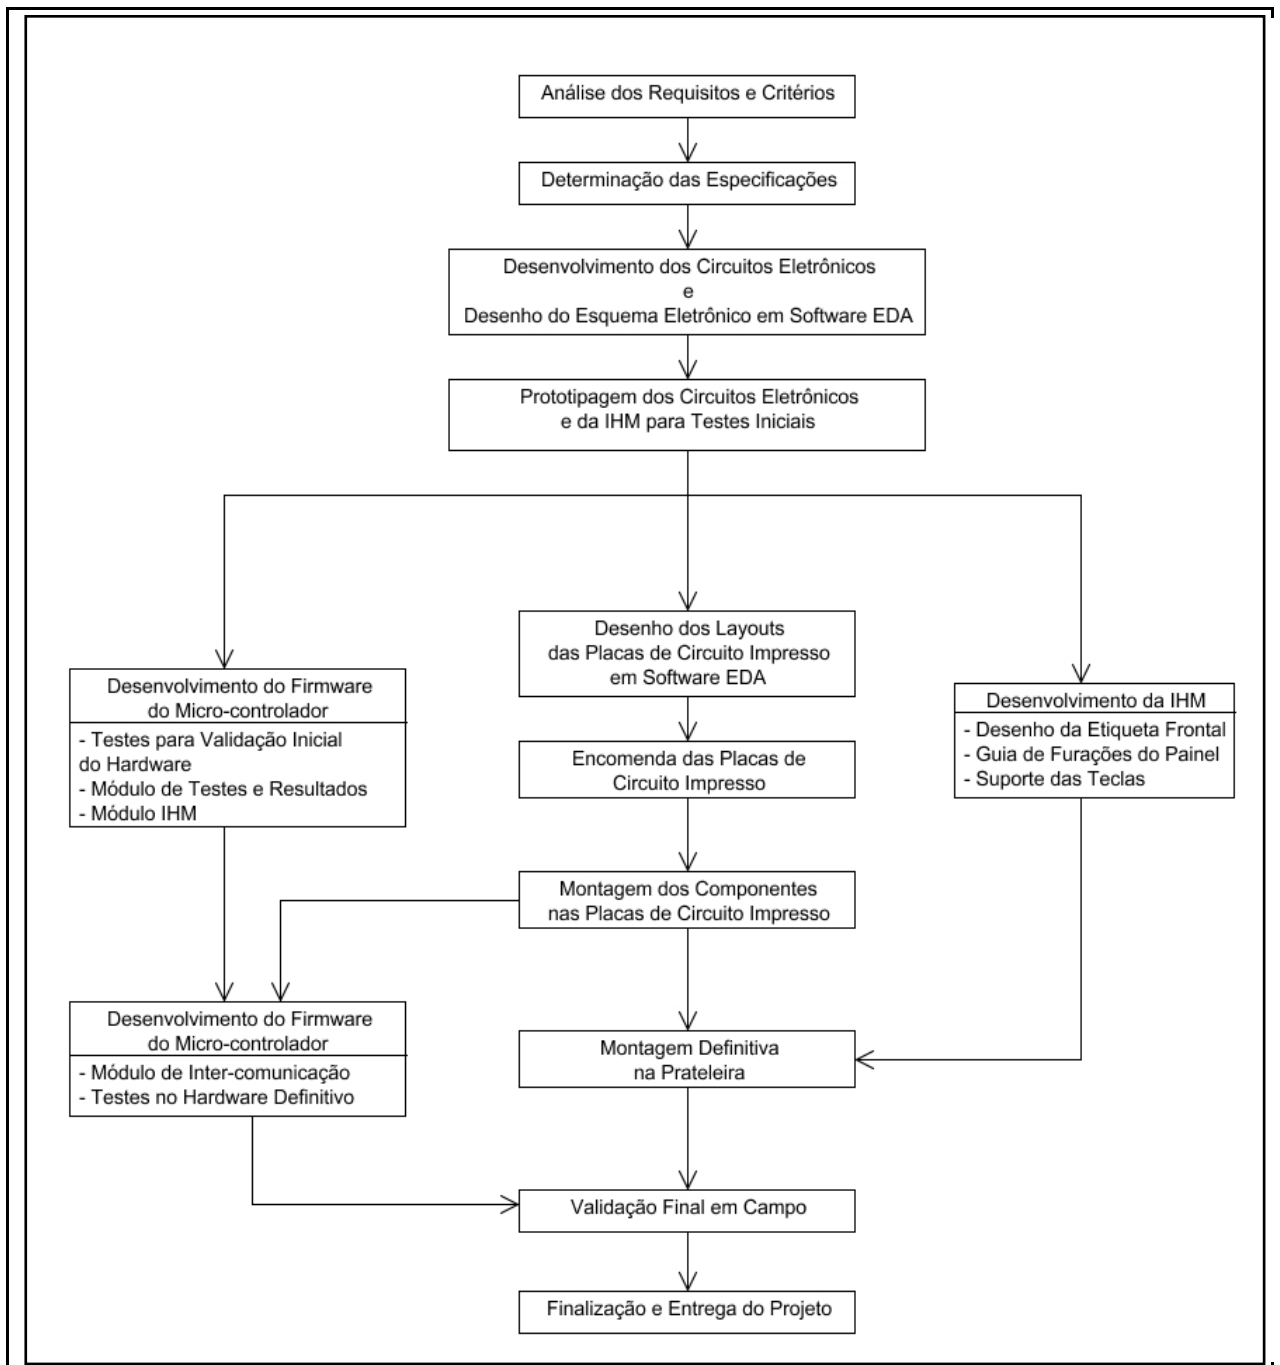 Análise dos Requisitos e Critérios
Determinação das Especificações
Desenvolvimento dos Circuitos Eletrônicos
e
Desenho do Esquema Eletrônico em Software EDA
Prototipagem dos Circuitos Eletrônicos
e da IHM para Testes Iniciais
Desenho dos Layouts
das Placas de Circuito Impresso
em Software EDA
Desenvolvimento do Firmware
do Micro-controlador
- Testes para Validação Inicial
do Hardware
- Módulo de Testes e Resultados
- Módulo IHM
Desenvolvimento da IHM
- Desenho da Etiqueta Frontal
- Guia de Furações do Painel
- Suporte das Teclas
Encomenda das Placas de
Circuito Impresso
Montagem dos Componentes
nas Placas de Circuito Impresso
Desenvolvimento do Firmware
do Micro-controlador
- Módulo de Inter-comunicação
- Testes no Hardware Definitivo
Montagem Definitiva
na Prateleira
Validação Final em Campo
Finalização e Entrega do Projeto